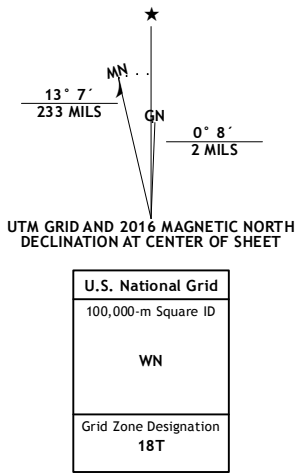 ★
MN
13° 7´
233 MILS
GN
0° 8´
2 MILS
UTM GRID AND 2016 MAGNETIC NORTH
DECLINATION AT CENTER OF SHEET
U.S. National Grid
100,000-m Square ID
WN
Grid Zone Designation
18T